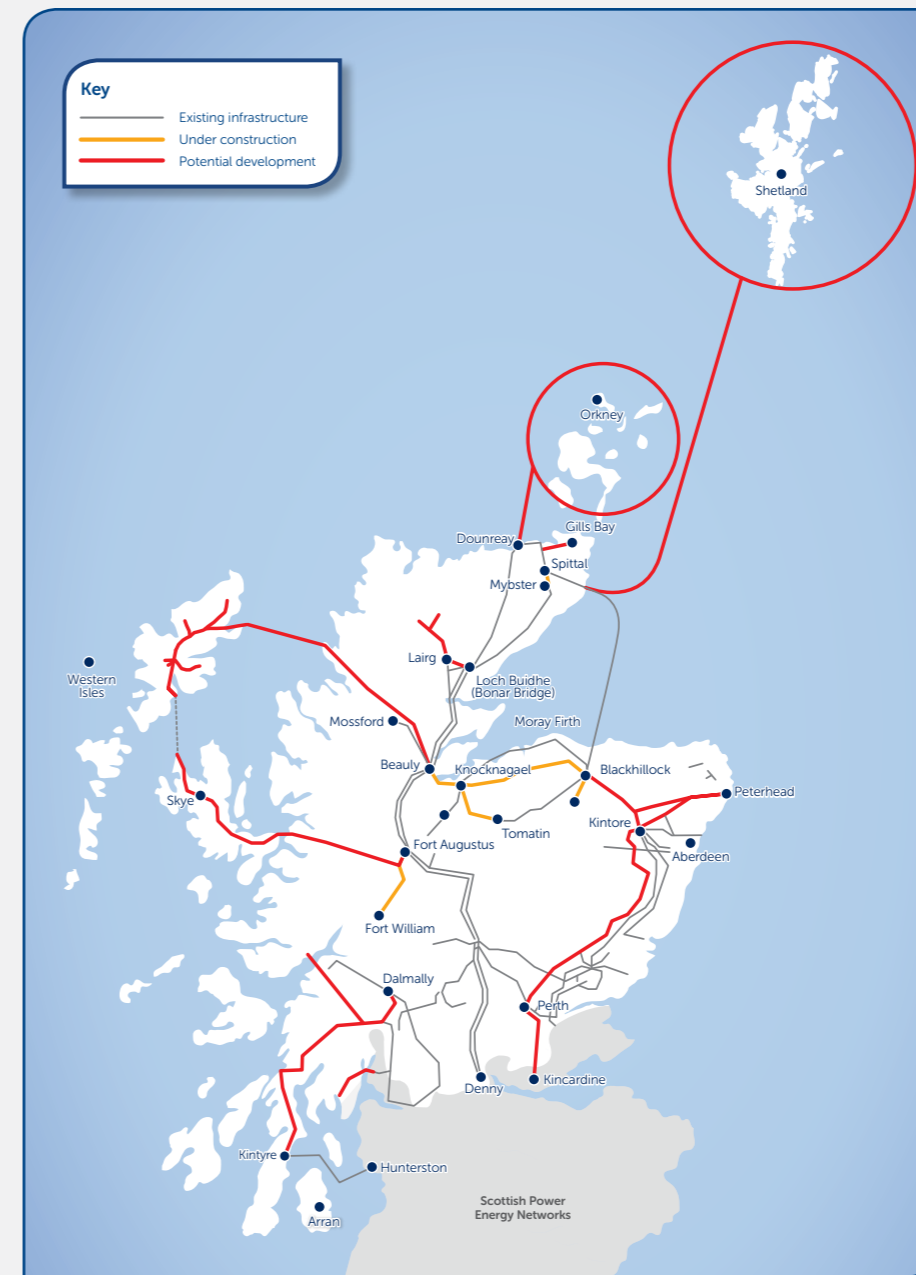 Key
Existing infrastructure
Under construction
Potential development
Shetland
Orkney
Gills Bay
Dounreay
Spittal
Mybster
Lairg
Loch Buidhe
(Bonar Bridge)
Western
Isles
Mossford
Moray Firth
Beauly
Knocknagael
Blackhillock
Peterhead
Skye
Tomatin
Kintore
Fort Augustus
Aberdeen
Fort William
Dalmally
Perth
Kincardine
Denny
Kintyre
Hunterston
Arran
Scottish Power
Energy Networks